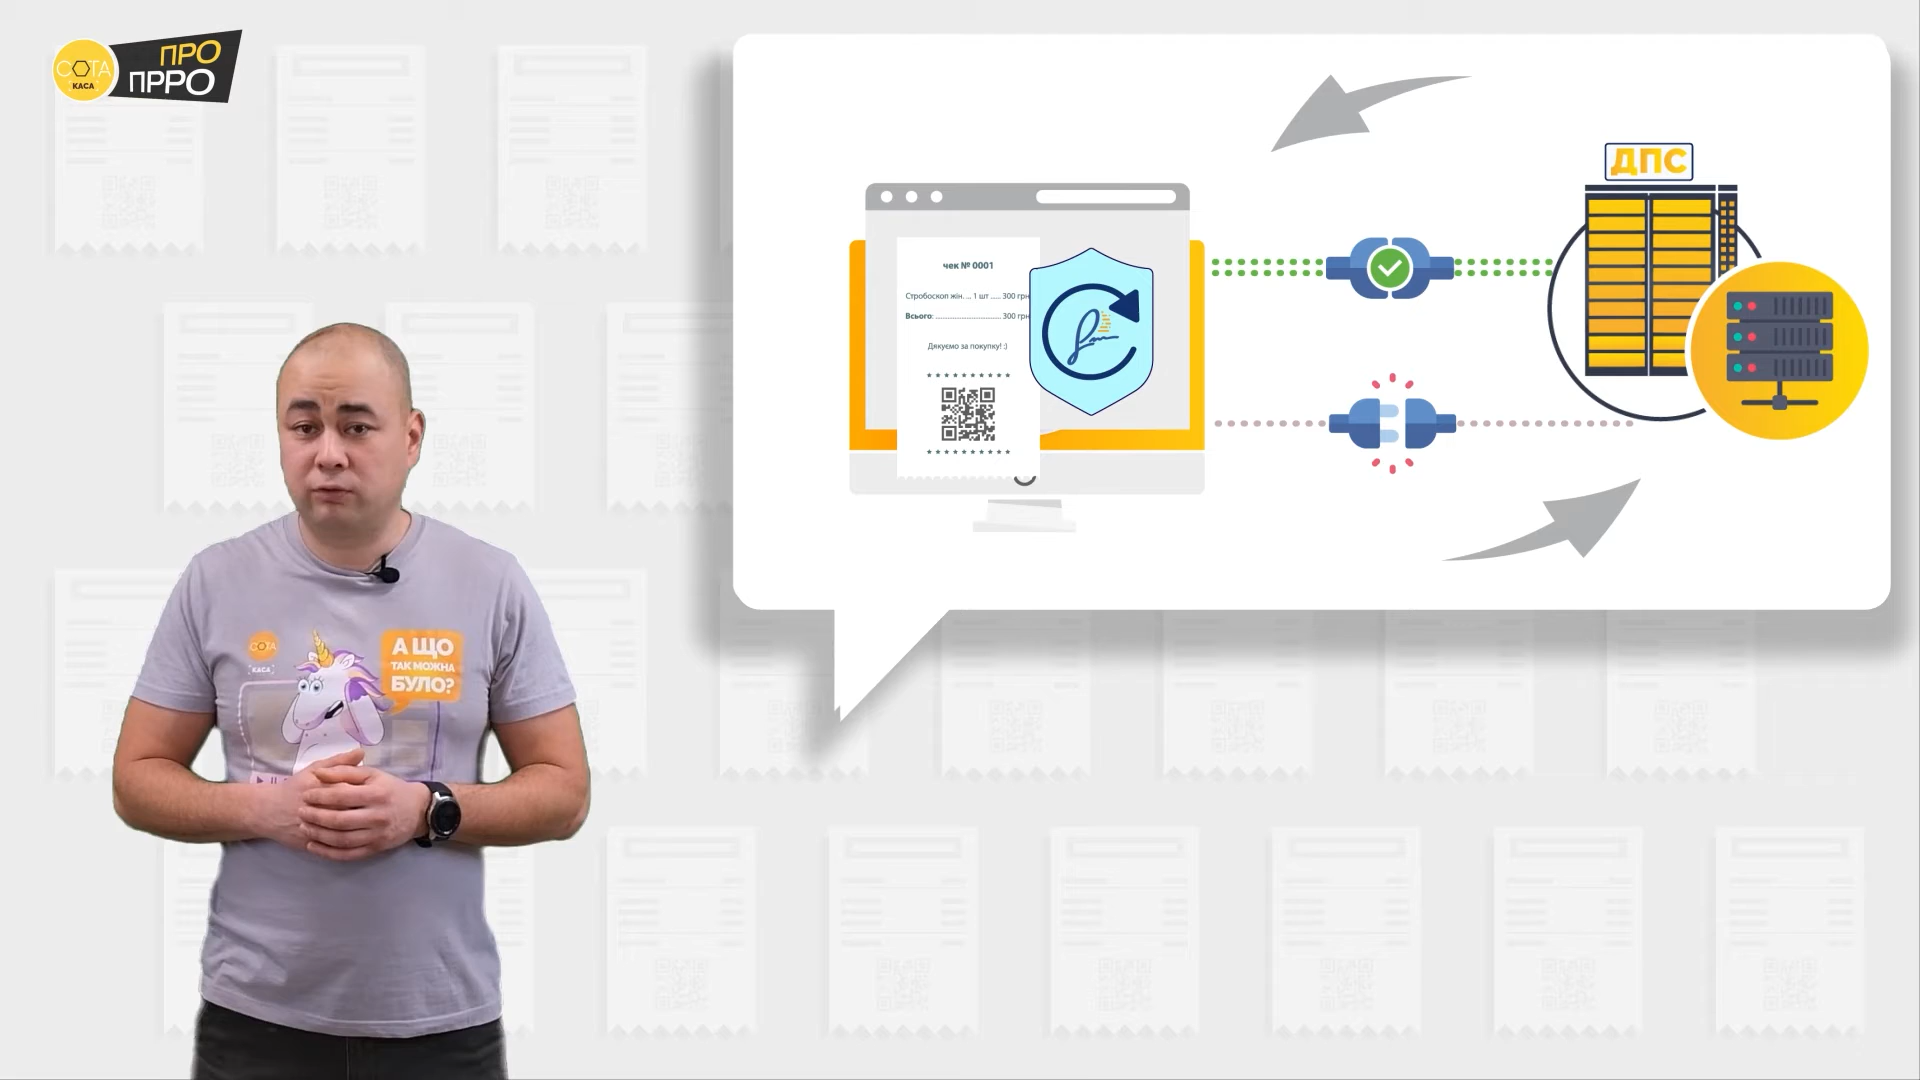 СОТА
КАСА
ПРО
ПРРО
ДПС
чек № 0001
Стробоскоп жін. ... 1 шт ..... 300 грн
Всього: ................................. 300 грн
Дякуємо за покупку! ;)
* * * * * * * * * *
* * * * * * * * * *
СОТА
КАСА
А ЩО
ТАК МОЖНА
БУЛО?